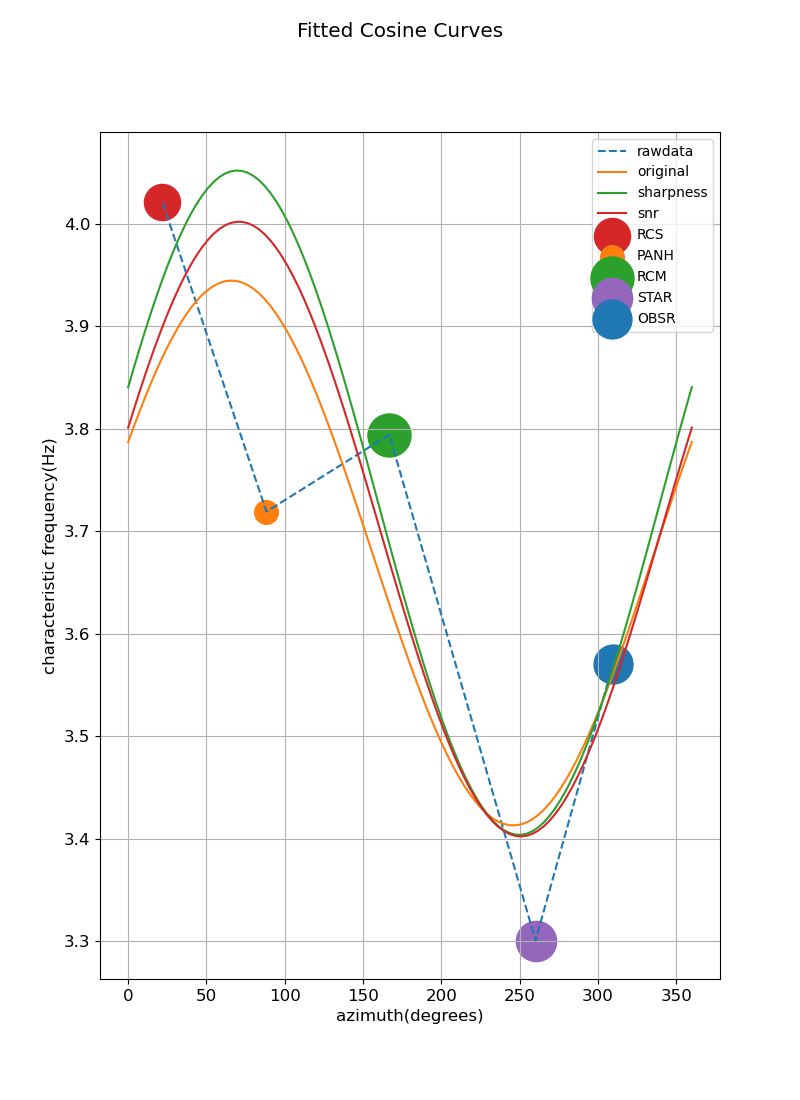 Fitted Cosine Curves
rawdata
original
sharpness
snr
RCS
PANH
RCM
STAR
OBSR
characteristic frequency(Hz)
4.0
3.9
3.8
3.7
3.6
3.5
3.4
3.3
0 50 100 150 200 250 300 350
azimuth(degrees)